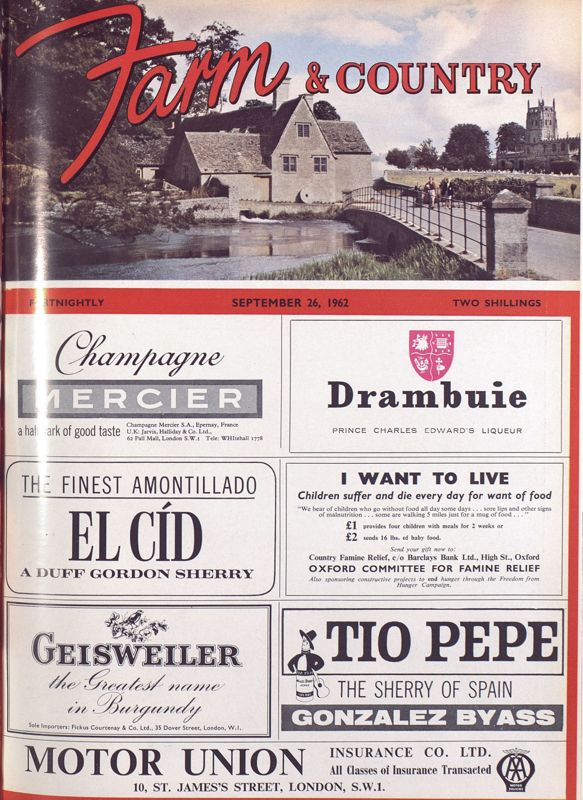 Farm & COUNTRY
FORTNIGHTLY SEPTEMBER 26, 1962 TWO SHILLINGS
Champagne
MERCIER
a hallmark of good taste
Champagne Mercier S.A., Epernay, France
U.K: Jarvis, Halliday & Co. Ltd.,
62 Pall Mall, London S.W.1 Tele: WHItehall 1778
Drambuie
PRINCE CHARLES EDWARD'S LIQUEUR
THE FINEST AMONTILLADO
EL CÍD
A DUFF GORDON SHERRY
I WANT TO LIVE
Children suffer and die every day for want of food
"We hear of children who go without food all day some days . . . sore lips and other signs
of malnutrition . . . some are walking 5 miles just for a mug of food . . ."
£1 provides four children with meals for 2 weeks or
£2 sends 16 lbs. of baby food.
Send your gift now to:
Country Famine Relief, c/o Barclays Bank Ltd., High St., Oxford
OXFORD COMMITTEE FOR FAMINE RELIEF
Also sponsoring constructive projects to end hunger through the Freedom from
Hunger Campaign.
GEISWEILER
the Greatest name
in Burgundy
Sole Importers: Fickus Courtenay & Co. Ltd., 35 Dover Street, London, W.1.
TIO PEPE
THE SHERRY OF SPAIN
GONZALEZ BYASS
MOTOR UNION
INSURANCE CO. LTD.
All Classes of Insurance Transacted
10, ST. JAMES'S STREET, LONDON, S.W.1.